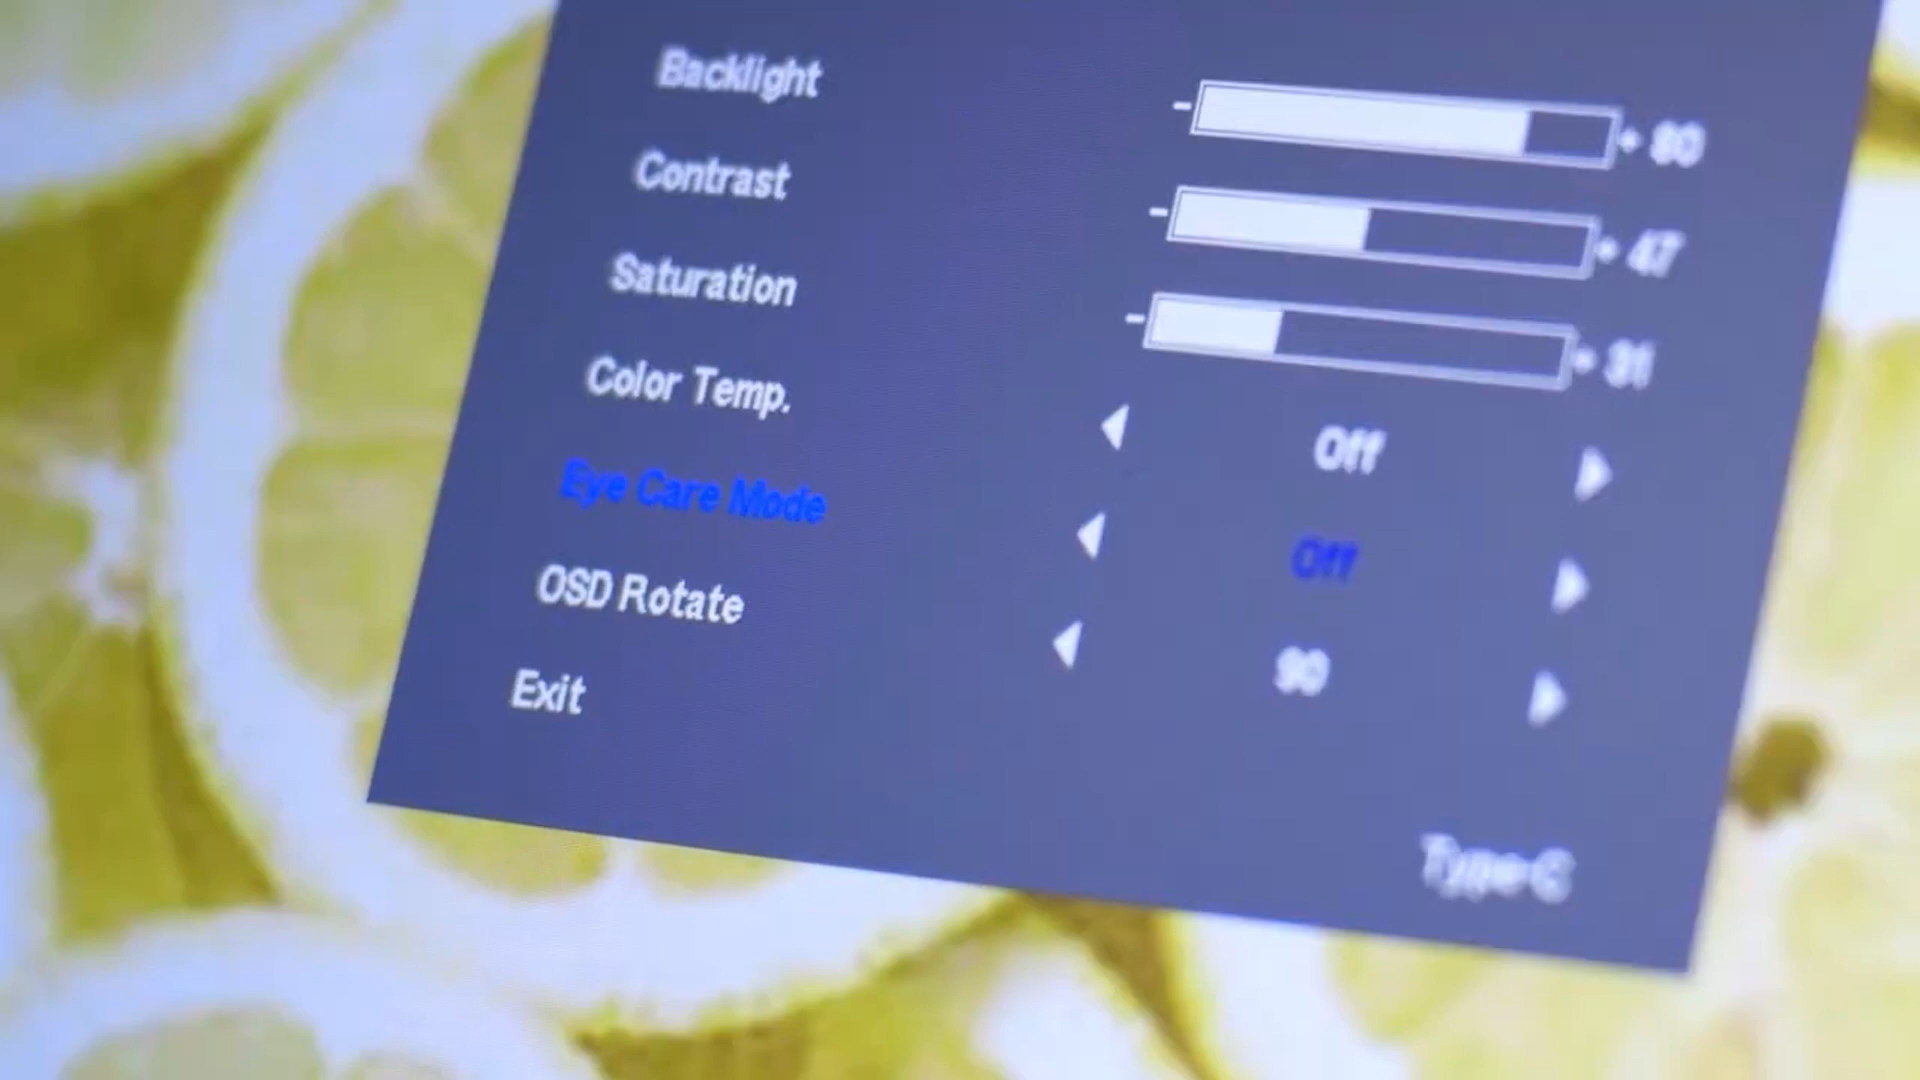 Backlight - + 80
Contrast - + 47
Saturation - + 31
Color Temp. Off
Eye Care Mode Off
OSD Rotate 90
Exit
Type-C